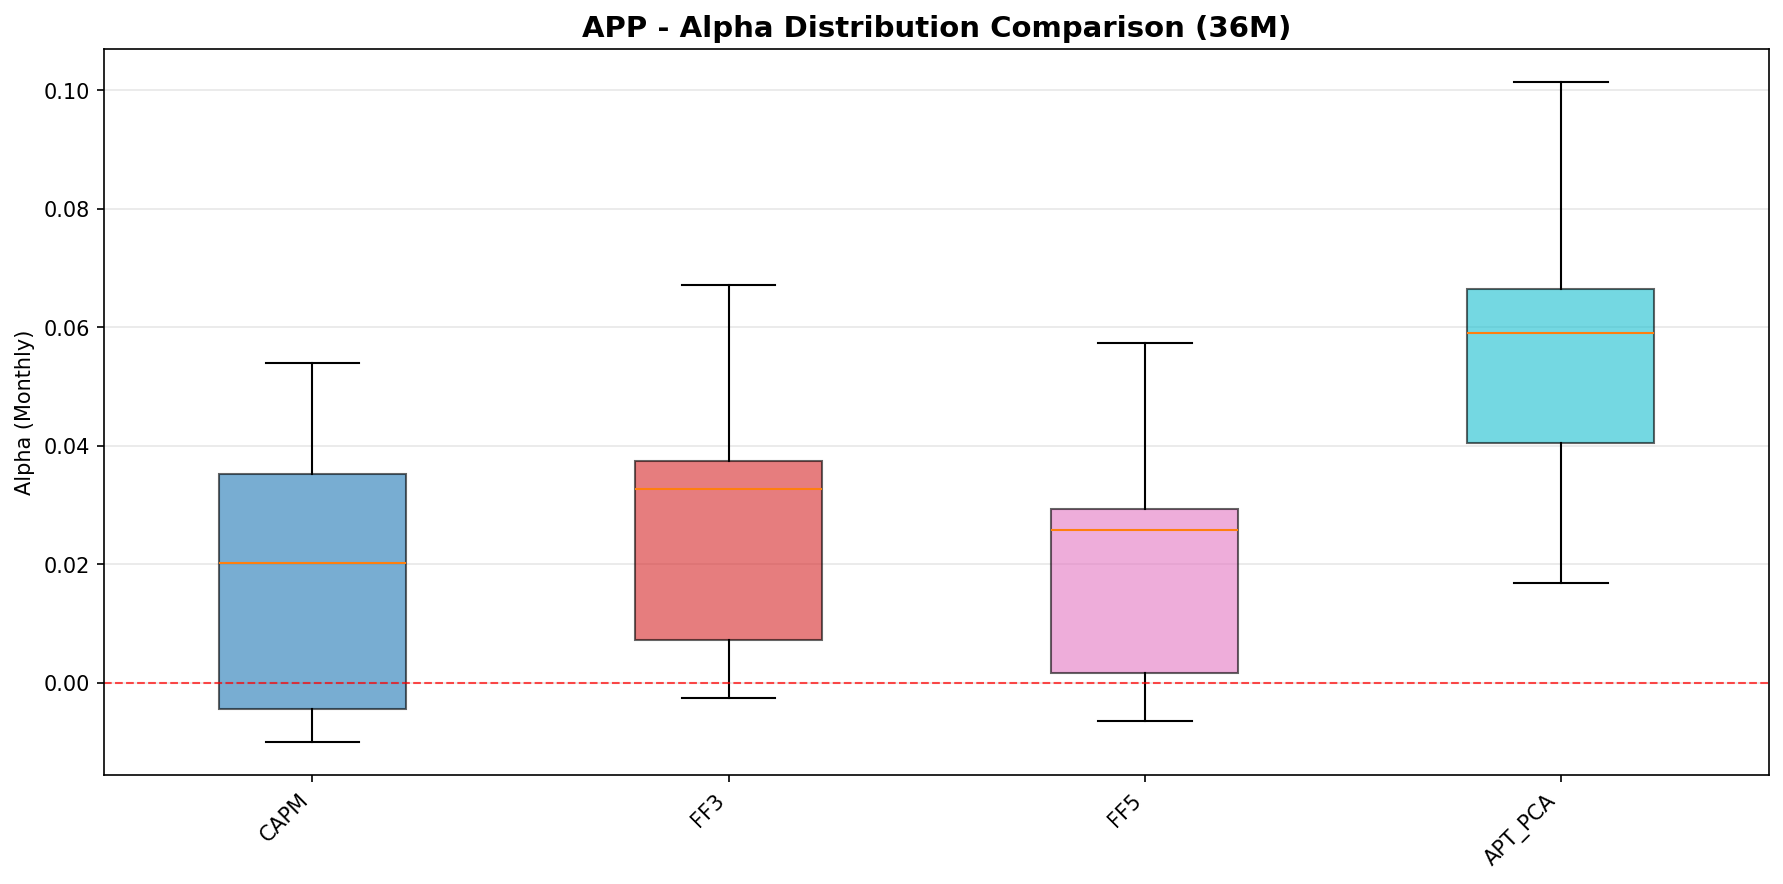 APP - Alpha Distribution Comparison (36M)
Alpha (Monthly)
0.10
0.08
0.06
0.04
0.02
0.00
CAPM
FF3
FF5
APT_PCA